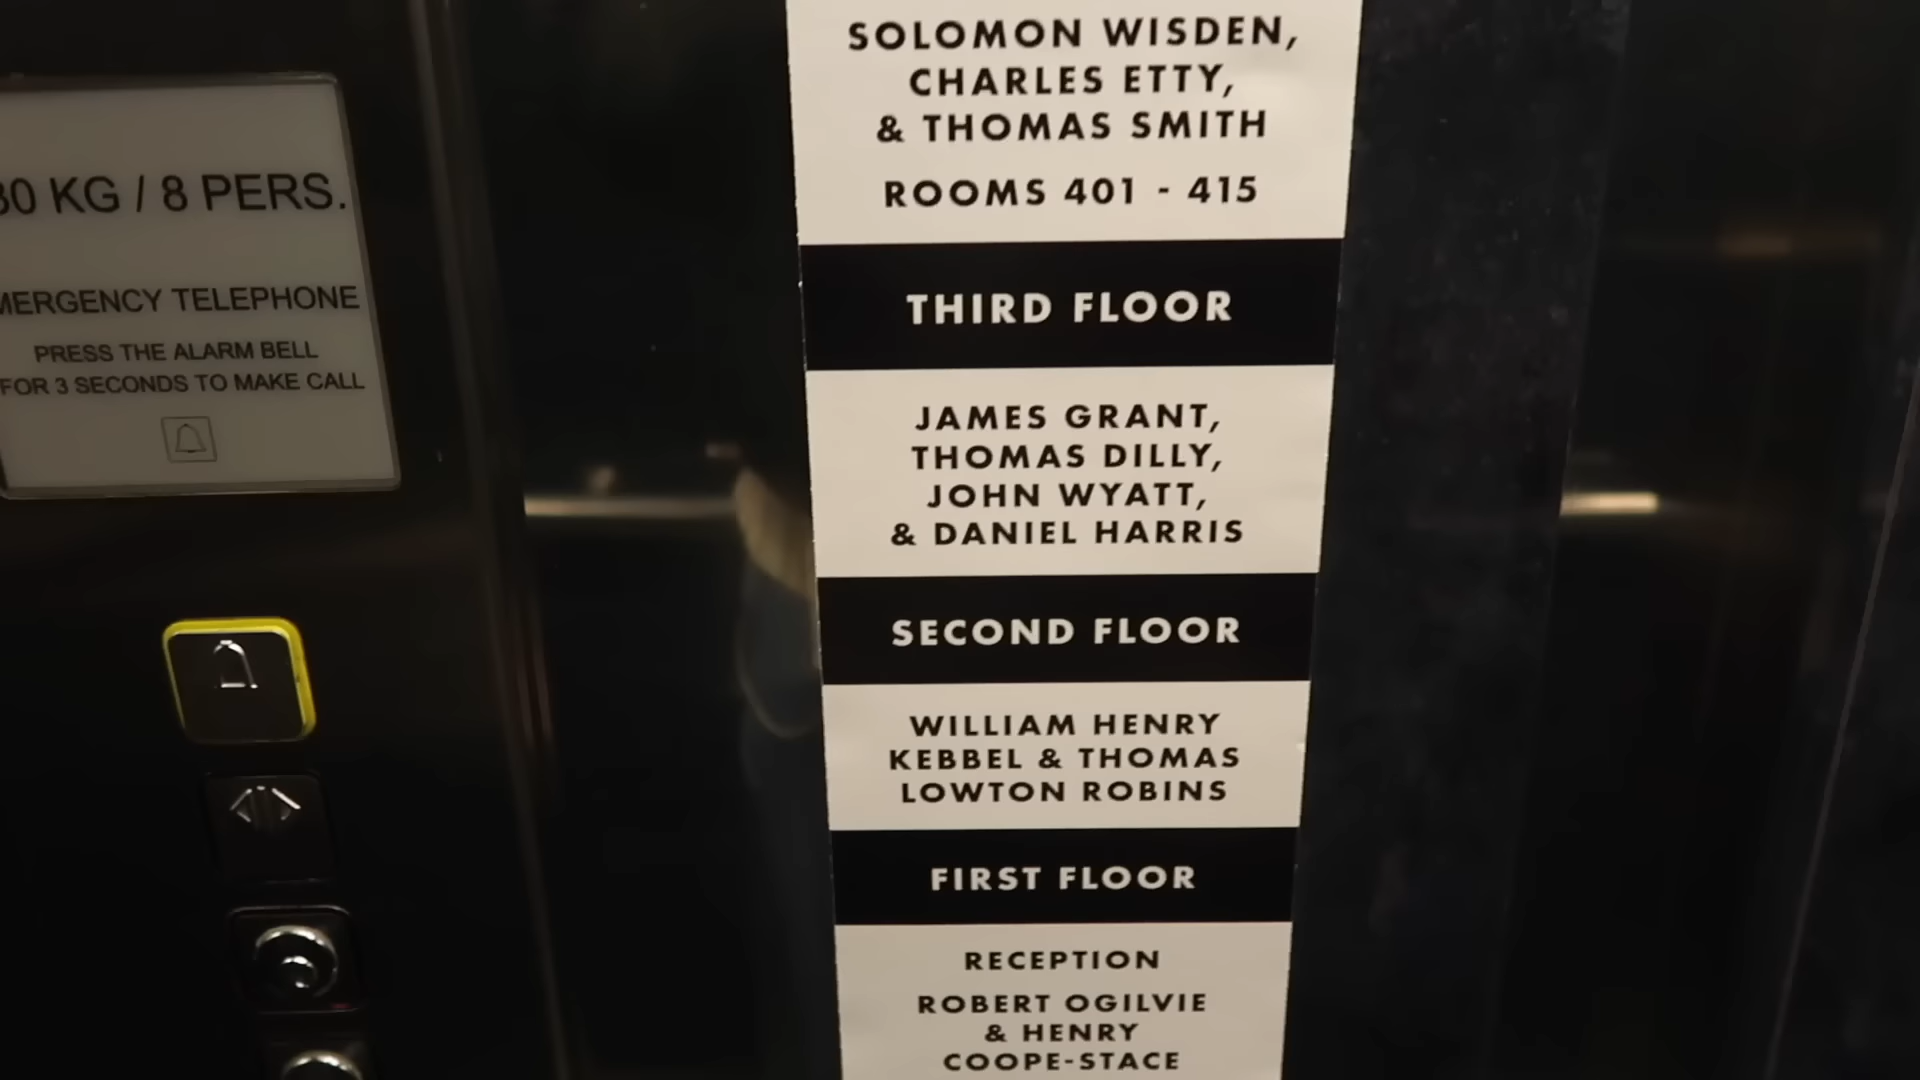 KG / 8 PERS.
TELEPHONE
PRESS THE ALARM BELL
FOR 3 SECONDS TO MAKE CALL
SOLOMON WISDEN,
CHARLES ETTY,
& THOMAS SMITH
ROOMS 401 - 415
THIRD FLOOR
JAMES GRANT,
THOMAS DILLY,
JOHN WYATT,
& DANIEL HARRIS
SECOND FLOOR
WILLIAM HENRY
KEBBEL & THOMAS
LOWTON ROBINS
FIRST FLOOR
RECEPTION
ROBERT OGILVIE
& HENRY
COOPE-STACE